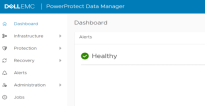 DELLEMC PowerProtect Data Manager
Dashboard
Infrastructure
Protection
Recovery
Alerts
Administration
Jobs
Dashboard
Alerts
Healthy